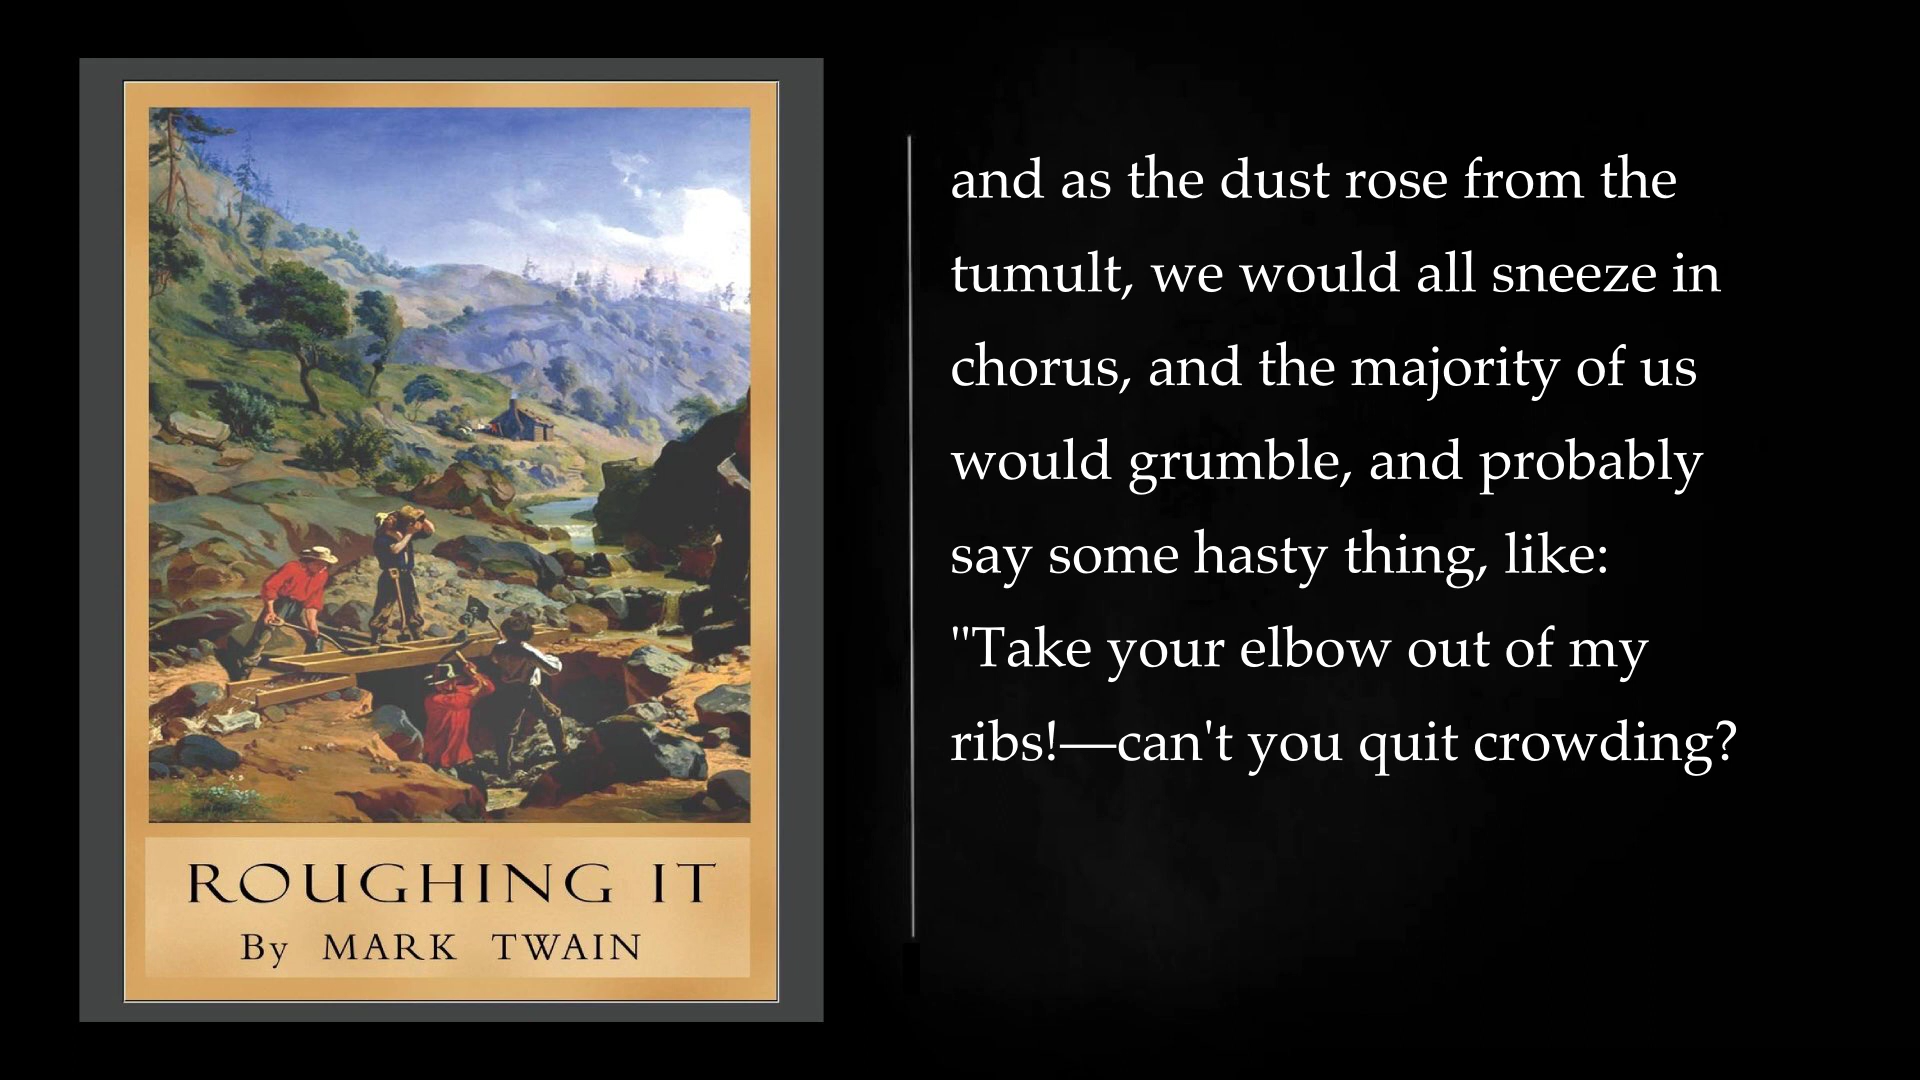 ROUGHING IT
By MARK TWAIN
and as the dust rose from the
tumult, we would all sneeze in
chorus, and the majority of us
would grumble, and probably
say some hasty thing, like:
"Take your elbow out of my
ribs!—can't you quit crowding?